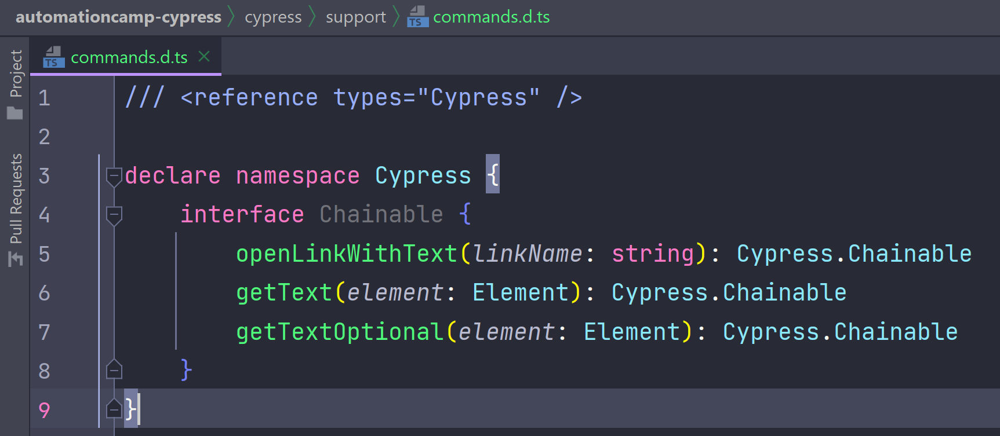 automationcamp-cypress cypress support TS commands.d.ts
TS commands.d.ts
Project
Pull Requests
1 /// <reference types="Cypress" />
2
3 declare namespace Cypress {
4     interface Chainable {
5         openLinkWithText(linkName: string): Cypress.Chainable
6         getText(element: Element): Cypress.Chainable
7         getTextOptional(element: Element): Cypress.Chainable
8     }
9 }